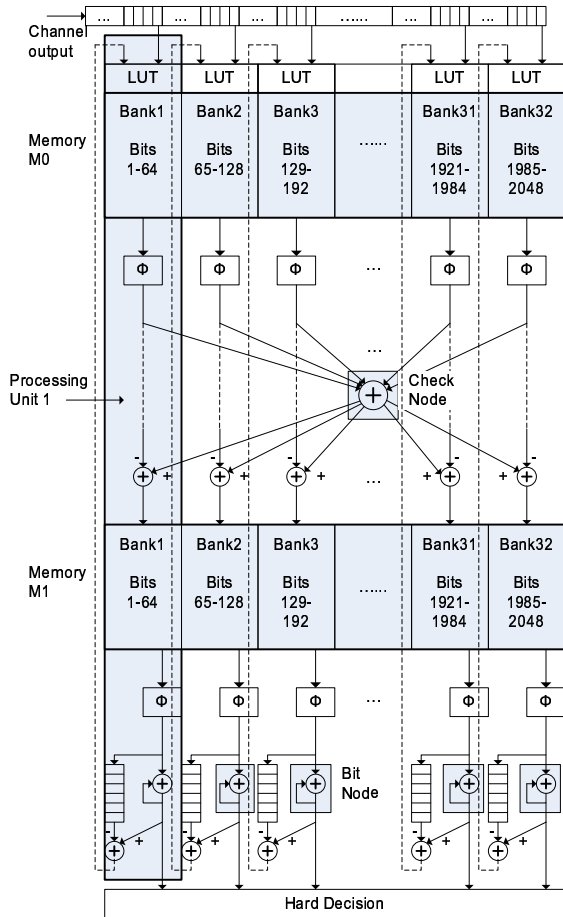 ... ... ... ...... ... ...
Channel
output
LUT LUT LUT LUT LUT
Memory
M0
Bank1 Bank2 Bank3 Bank31 Bank32
......
Bits Bits Bits Bits Bits
1-64 65-128 129- 1921- 1985-
192 1984 2048
Φ Φ Φ ... Φ Φ
...
Processing
Unit 1
+
Check
Node
- - - - -
+ + + + + + ... + + + +
Memory
M1
Bank1 Bank2 Bank3 Bank31 Bank32
......
Bits Bits Bits Bits Bits
1-64 65-128 129- 1921- 1985-
192 1984 2048
Φ Φ Φ ... Φ Φ
+ + + + +
Bit
Node
- - - - -
+ + + + + + + + + +
Hard Decision